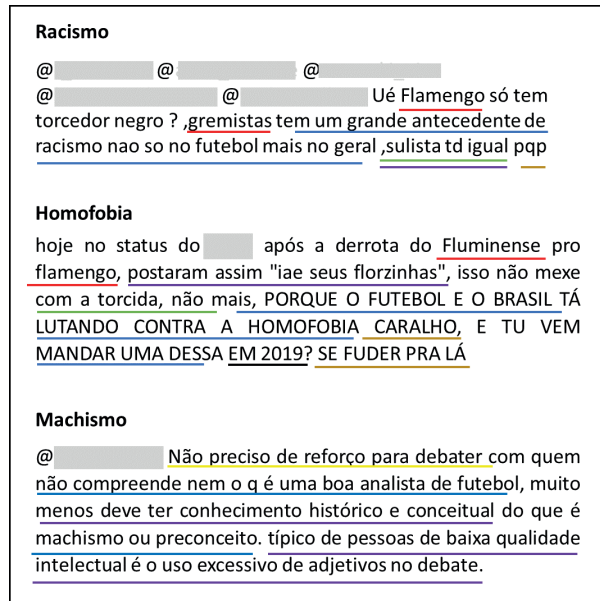 Racismo
@ @ @
@ @ Ué Flamengo só tem
torcedor negro ? ,gremistas tem um grande antecedente de
racismo nao so no futebol mais no geral ,sulista td igual pqp
Homofobia
hoje no status do após a derrota do Fluminense pro
flamengo, postaram assim "iae seus florzinhas", isso não mexe
com a torcida, não mais, PORQUE O FUTEBOL E O BRASIL TÁ
LUTANDO CONTRA A HOMOFOBIA CARALHO, E TU VEM
MANDAR UMA DESSA EM 2019? SE FUDER PRA LÁ
Machismo
@ Não preciso de reforço para debater com quem
não compreende nem o q é uma boa analista de futebol, muito
menos deve ter conhecimento histórico e conceitual do que é
machismo ou preconceito. típico de pessoas de baixa qualidade
intelectual é o uso excessivo de adjetivos no debate.